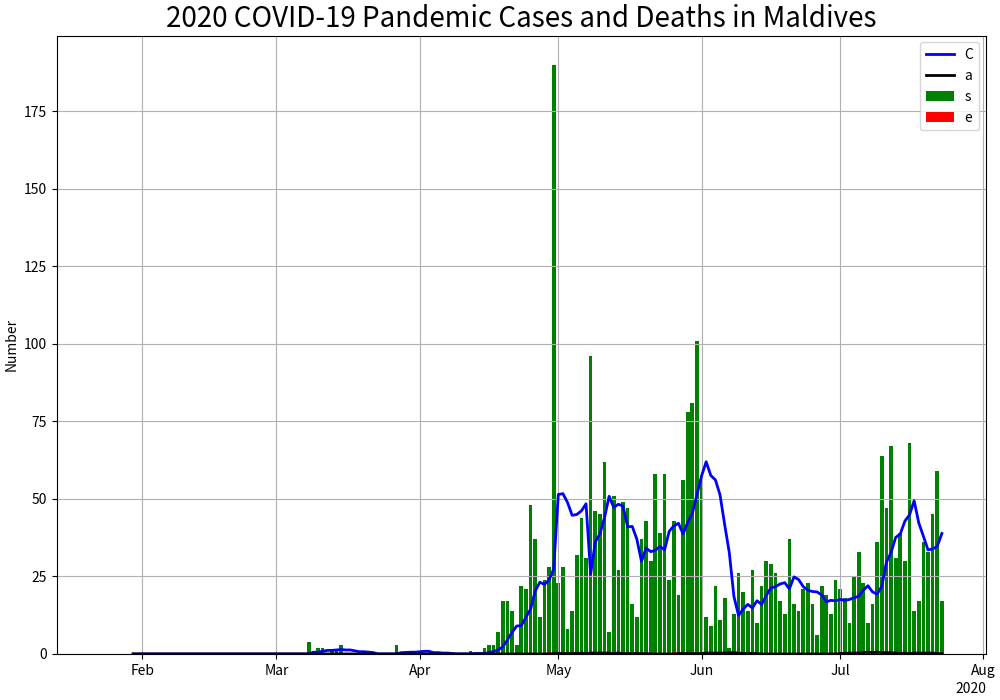 2020 COVID-19 Pandemic Cases and Deaths in Maldives
C
a
s
e
175
150
125
100
75
50
25
0
Number
Feb Mar Apr May Jun Jul Aug
2020